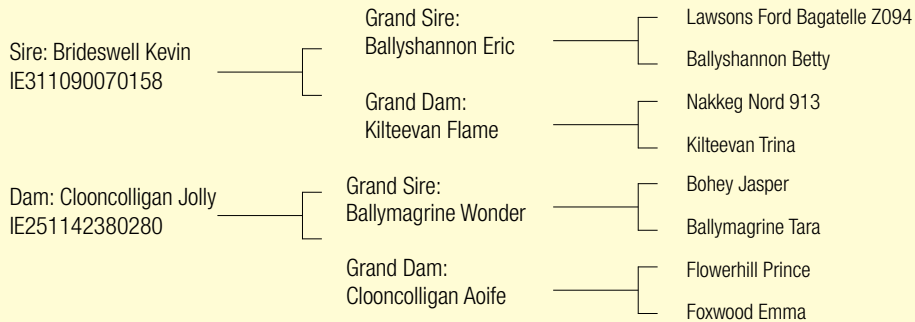 Sire: Brideswell Kevin
IE311090070158
Grand Sire:
Ballyshannon Eric
Lawsons Ford Bagatelle Z094
Ballyshannon Betty
Grand Dam:
Kilteevan Flame
Nakkeg Nord 913
Kilteevan Trina
Dam: Clooncolligan Jolly
IE251142380280
Grand Sire:
Ballymagrine Wonder
Bohey Jasper
Ballymagrine Tara
Grand Dam:
Clooncolligan Aoife
Flowerhill Prince
Foxwood Emma